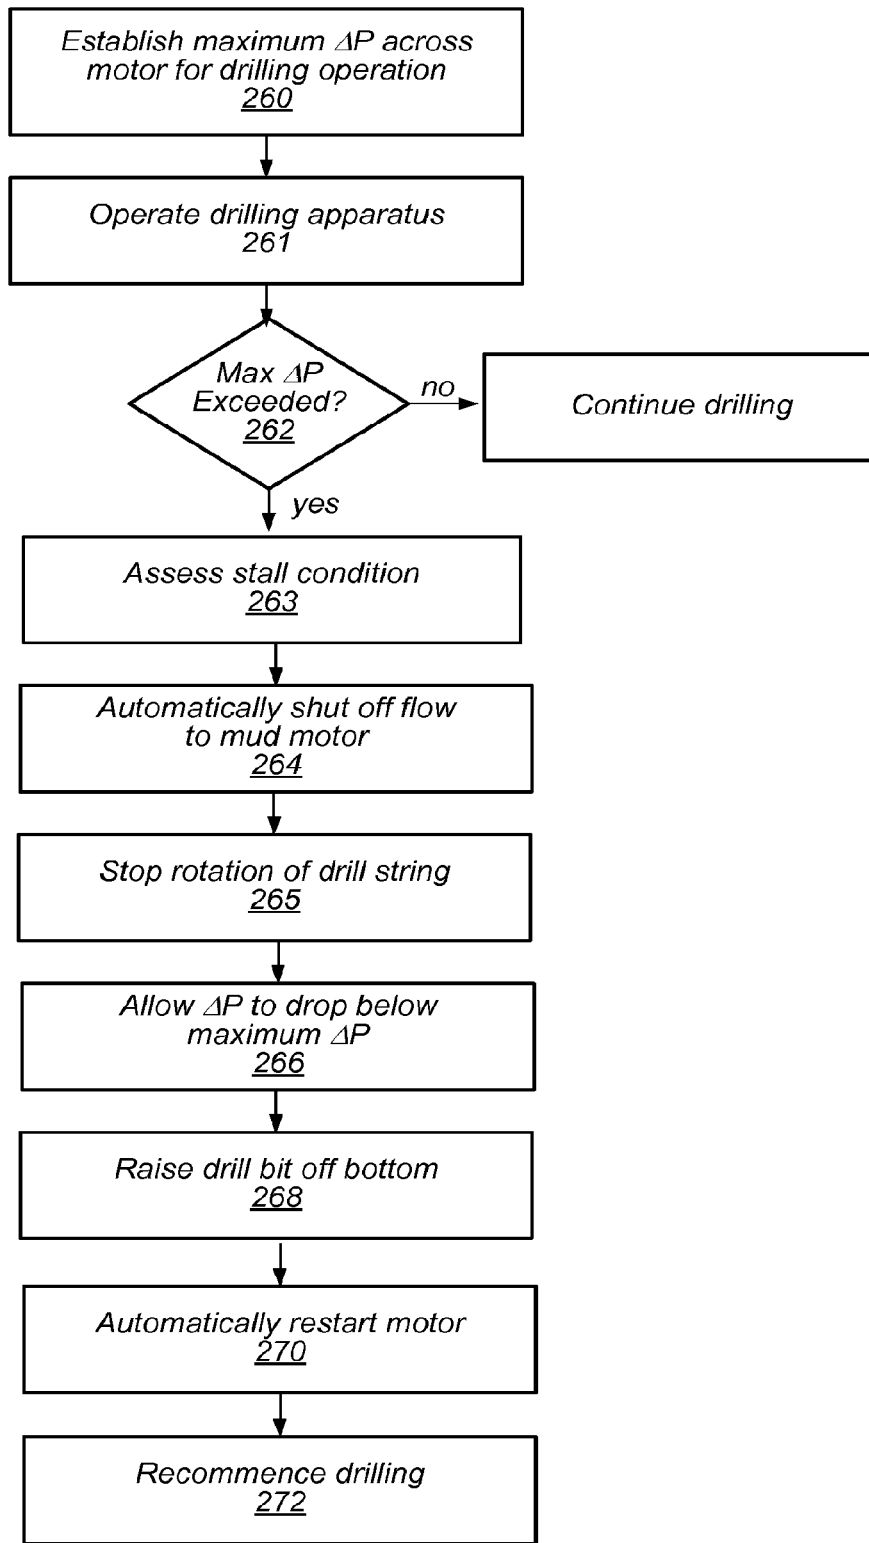 Establish maximum ΔP across
motor for drilling operation
260
Operate drilling apparatus
261
Max ΔP
Exceeded?
262
no
Continue drilling
yes
Assess stall condition
263
Automatically shut off flow
to mud motor
264
Stop rotation of drill string
265
Allow ΔP to drop below
maximum ΔP
266
Raise drill bit off bottom
268
Automatically restart motor
270
Recommence drilling
272